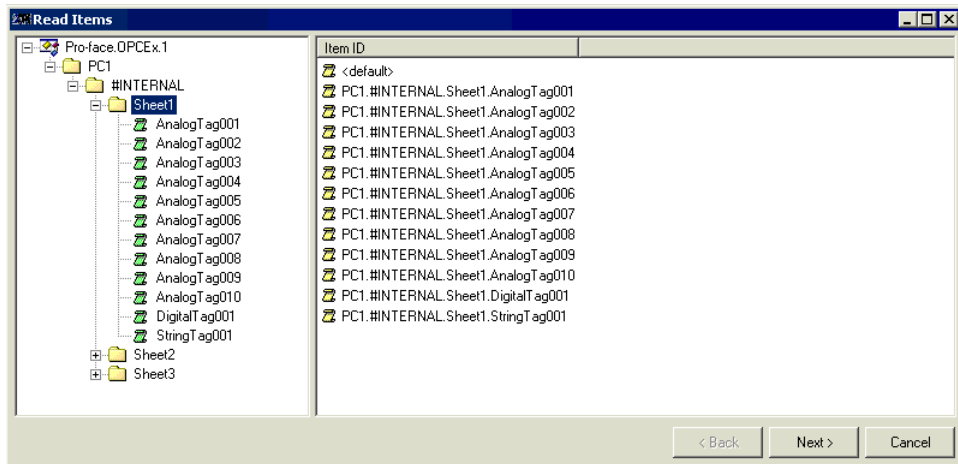 Read Items
Pro-face.OPCEx.1
PC1
#INTERNAL
Sheet1
AnalogTag001
AnalogTag002
AnalogTag003
AnalogTag004
AnalogTag005
AnalogTag006
AnalogTag007
AnalogTag008
AnalogTag009
AnalogTag010
DigitalTag001
StringTag001
Sheet2
Sheet3
Item ID
<default>
PC1.#INTERNAL.Sheet1.AnalogTag001
PC1.#INTERNAL.Sheet1.AnalogTag002
PC1.#INTERNAL.Sheet1.AnalogTag003
PC1.#INTERNAL.Sheet1.AnalogTag004
PC1.#INTERNAL.Sheet1.AnalogTag005
PC1.#INTERNAL.Sheet1.AnalogTag006
PC1.#INTERNAL.Sheet1.AnalogTag007
PC1.#INTERNAL.Sheet1.AnalogTag008
PC1.#INTERNAL.Sheet1.AnalogTag009
PC1.#INTERNAL.Sheet1.AnalogTag010
PC1.#INTERNAL.Sheet1.DigitalTag001
PC1.#INTERNAL.Sheet1.StringTag001
< Back
Next >
Cancel